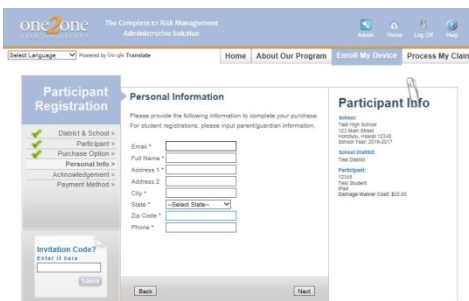 one2one
RISK SOLUTIONS
The Complete 1:1 Risk Management
Administrative Solution
Admin
Home
Log Off
Help
Select Language
Powered by Google Translate
Home
About Our Program
Enroll My Device
Process My Claim
Participant
Registration
District & School >
Participant >
Purchase Option >
Personal Info >
Acknowledgement >
Payment Method >
Invitation Code?
Enter it here
Submit
Personal Information
Please provide the following information to complete your purchase.
For student registrations, please input parent/guardian information.
Email *
Full Name *
Address 1 *
Address 2
City *
State *
--Select State--
Zip Code *
Phone *
Back
Next
Participant Info
School:
Test High School
123 Main Street
Honolulu, Hawaii 12345
School Year: 2016-2017
School District:
Test District
Participant:
12345
Test Student
iPad
Damage Waiver Cost: $20.00